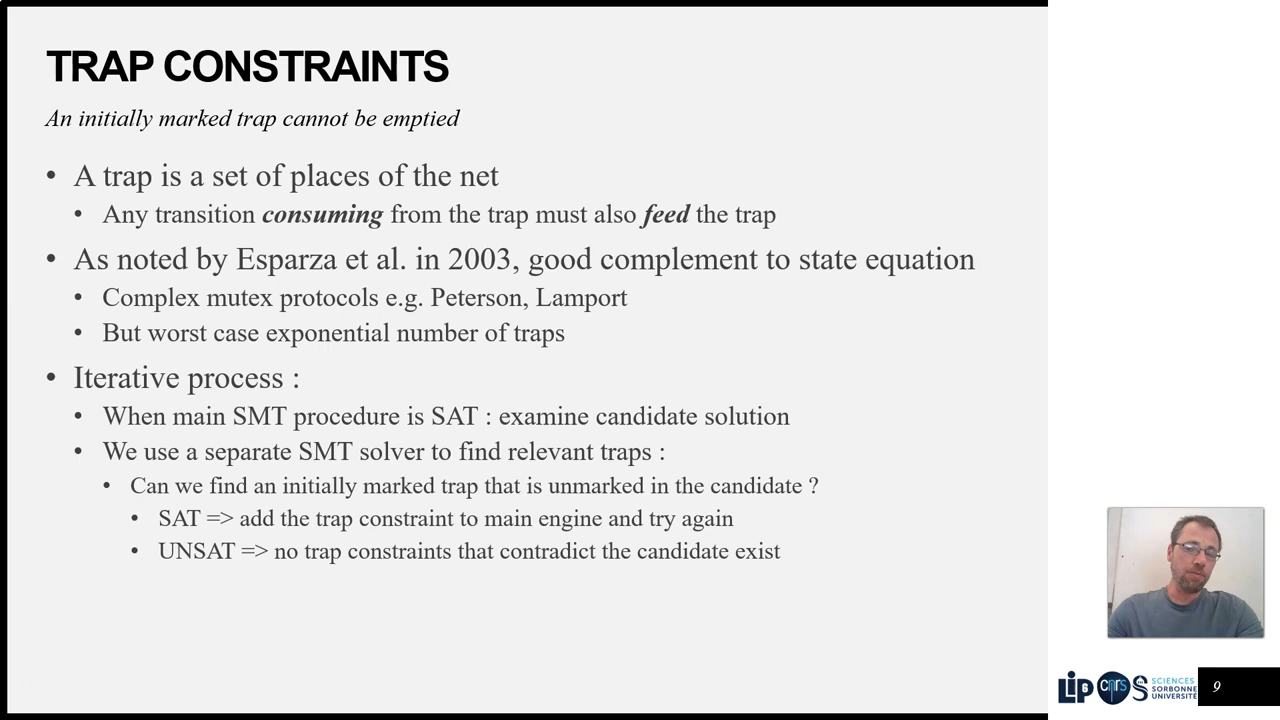 TRAP CONSTRAINTS
An initially marked trap cannot be emptied
• A trap is a set of places of the net
• Any transition consuming from the trap must also feed the trap
• As noted by Esparza et al. in 2003, good complement to state equation
• Complex mutex protocols e.g. Peterson, Lamport
• But worst case exponential number of traps
• Iterative process :
• When main SMT procedure is SAT : examine candidate solution
• We use a separate SMT solver to find relevant traps :
• Can we find an initially marked trap that is unmarked in the candidate ?
• SAT => add the trap constraint to main engine and try again
• UNSAT => no trap constraints that contradict the candidate exist
LIP6 cnrs S SCIENCES
SORBONNE
UNIVERSITÉ
9